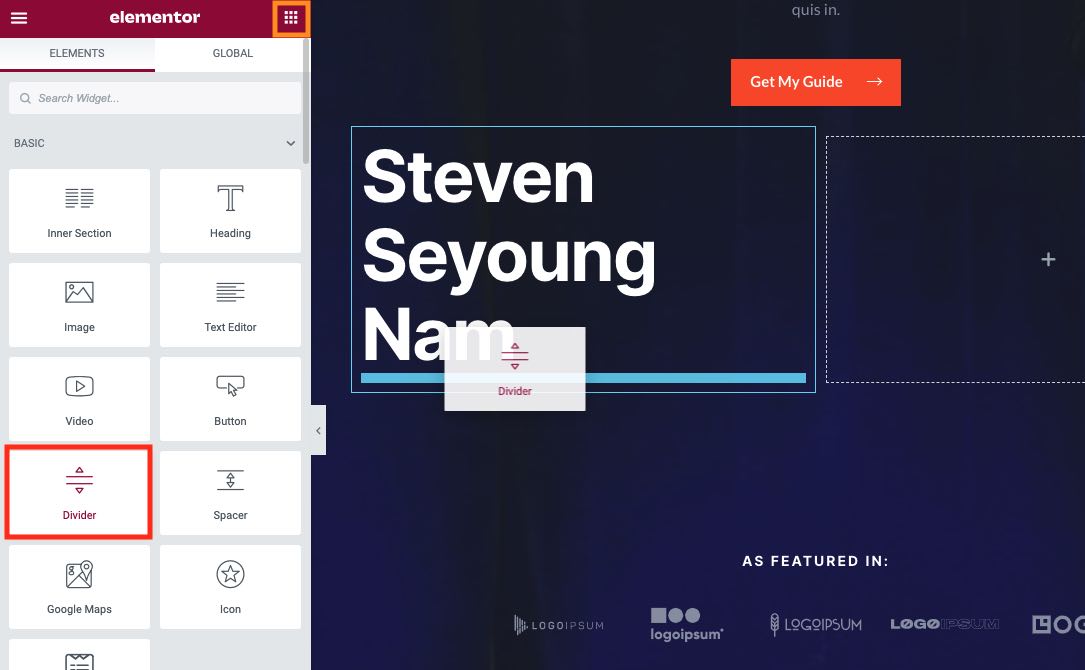 elementor
ELEMENTS
GLOBAL
Search Widget...
BASIC
Inner Section
Heading
Image
Text Editor
Video
Button
Divider
Spacer
Google Maps
Icon
quis in.
Get My Guide
Steven
Seyoung
Nam
Divider
AS FEATURED IN:
LOGOIPSUM
logoipsum
LOGOIPSUM
LOGOIPSUM
LOG